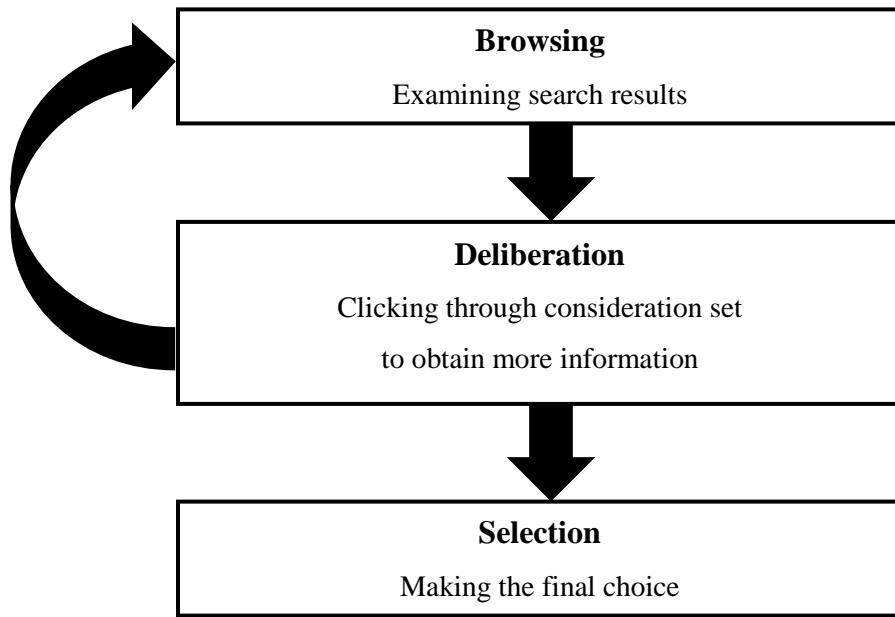 Browsing
Examining search results
Deliberation
Clicking through consideration set
to obtain more information
Selection
Making the final choice